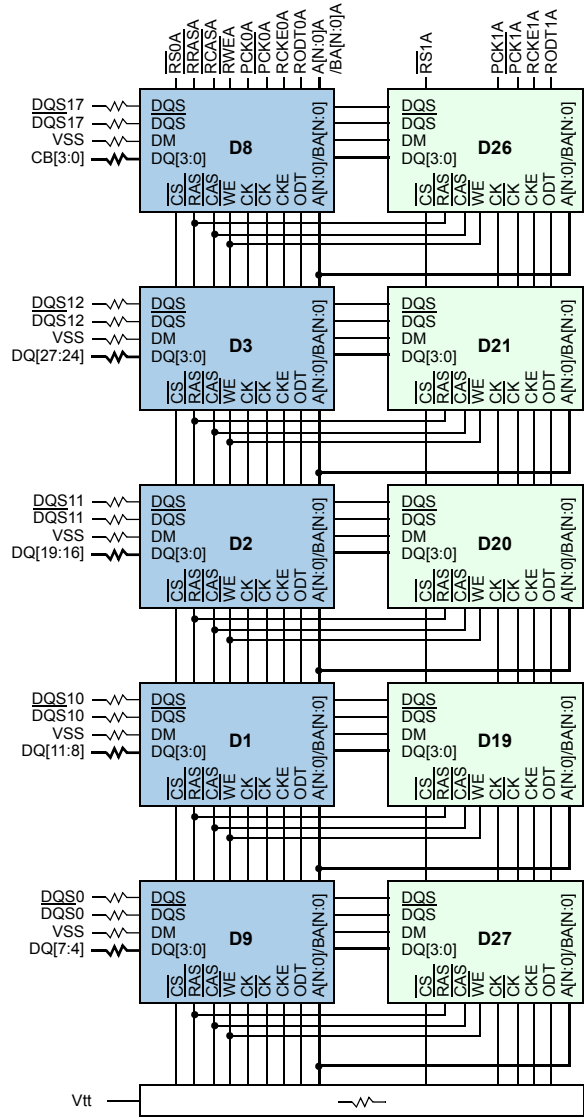 RS0A
RRASA
RCASA
RWEA
PCK0A
PCK0A
RCKE0A
RODT0A
A[N:0]A
/BA[N:0]A
RS1A
PCK1A
PCK1A
RCKE1A
RODT1A
DQS17
DQS17
VSS
CB[3:0]
DQS
DQS
DM
DQ[3:0]
D8
CS
RAS
CAS
WE
CK
CK
CKE
ODT
A[N:0]/BA[N:0]
DQS
DQS
DM
DQ[3:0]
D26
CS
RAS
CAS
WE
CK
CK
CKE
ODT
A[N:0]/BA[N:0]
DQS12
DQS12
VSS
DQ[27:24]
DQS
DQS
DM
DQ[3:0]
D3
CS
RAS
CAS
WE
CK
CK
CKE
ODT
A[N:0]/BA[N:0]
DQS
DQS
DM
DQ[3:0]
D21
CS
RAS
CAS
WE
CK
CK
CKE
ODT
A[N:0]/BA[N:0]
DQS11
DQS11
VSS
DQ[19:16]
DQS
DQS
DM
DQ[3:0]
D2
CS
RAS
CAS
WE
CK
CK
CKE
ODT
A[N:0]/BA[N:0]
DQS
DQS
DM
DQ[3:0]
D20
CS
RAS
CAS
WE
CK
CK
CKE
ODT
A[N:0]/BA[N:0]
DQS10
DQS10
VSS
DQ[11:8]
DQS
DQS
DM
DQ[3:0]
D1
CS
RAS
CAS
WE
CK
CK
CKE
ODT
A[N:0]/BA[N:0]
DQS
DQS
DM
DQ[3:0]
D19
CS
RAS
CAS
WE
CK
CK
CKE
ODT
A[N:0]/BA[N:0]
DQS0
DQS0
VSS
DQ[7:4]
DQS
DQS
DM
DQ[3:0]
D9
CS
RAS
CAS
WE
CK
CK
CKE
ODT
A[N:0]/BA[N:0]
DQS
DQS
DM
DQ[3:0]
D27
CS
RAS
CAS
WE
CK
CK
CKE
ODT
A[N:0]/BA[N:0]
Vtt